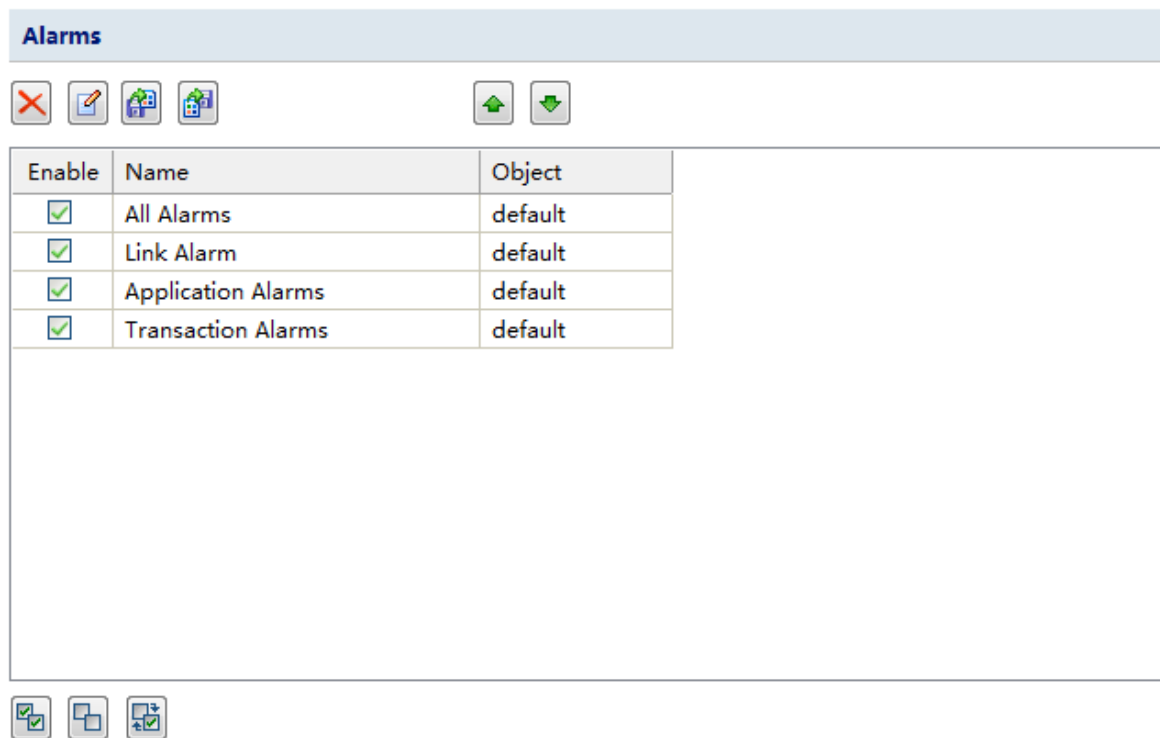 Alarms
Enable Name Object
All Alarms default
Link Alarm default
Application Alarms default
Transaction Alarms default